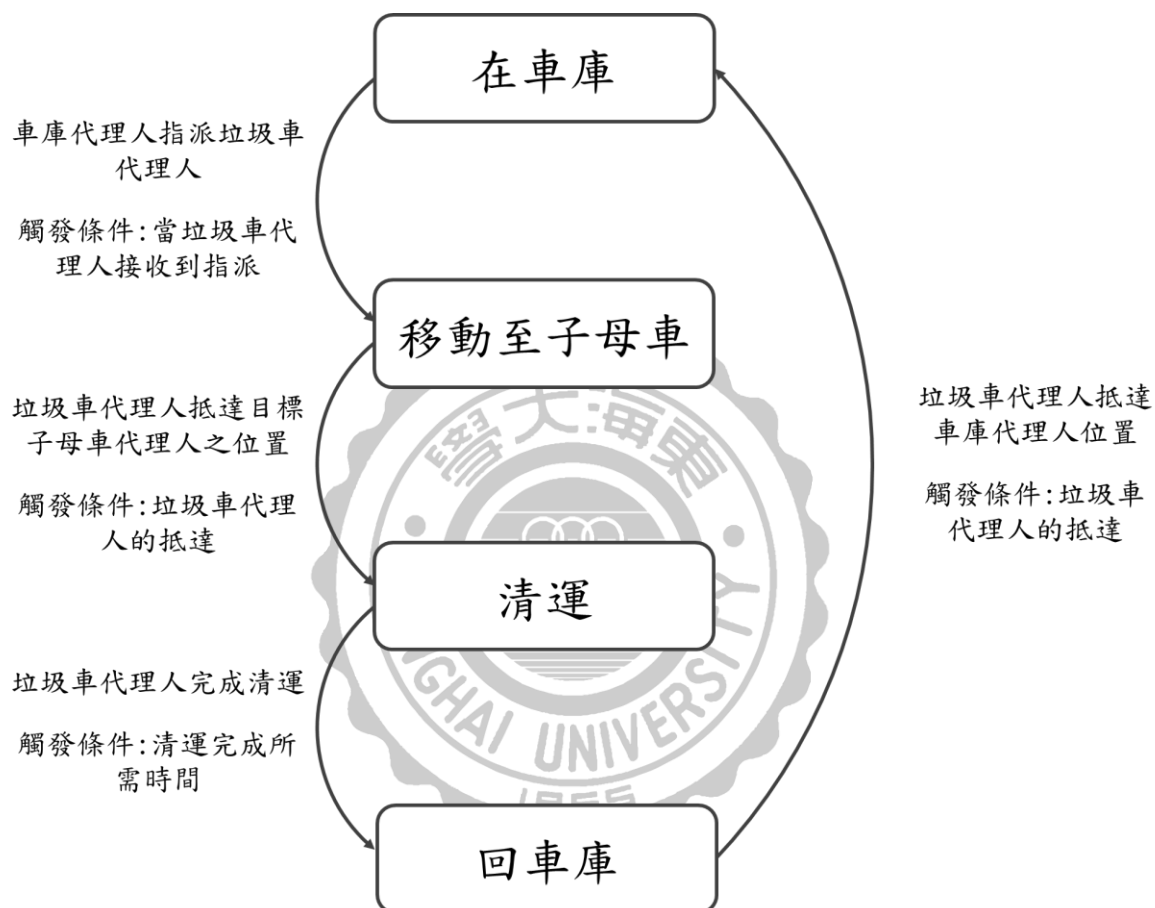 在車庫
車庫代理人指派垃圾車
代理人
觸發條件:當垃圾車代
理人接收到指派
移動至子母車
垃圾車代理人抵達目標
子母車代理人之位置
觸發條件:垃圾車代理
人的抵達
垃圾車代理人抵達
車庫代理人位置
觸發條件:垃圾車
代理人的抵達
清運
垃圾車代理人完成清運
觸發條件:清運完成所
需時間
回車庫
學大海東
UNIVERSITY